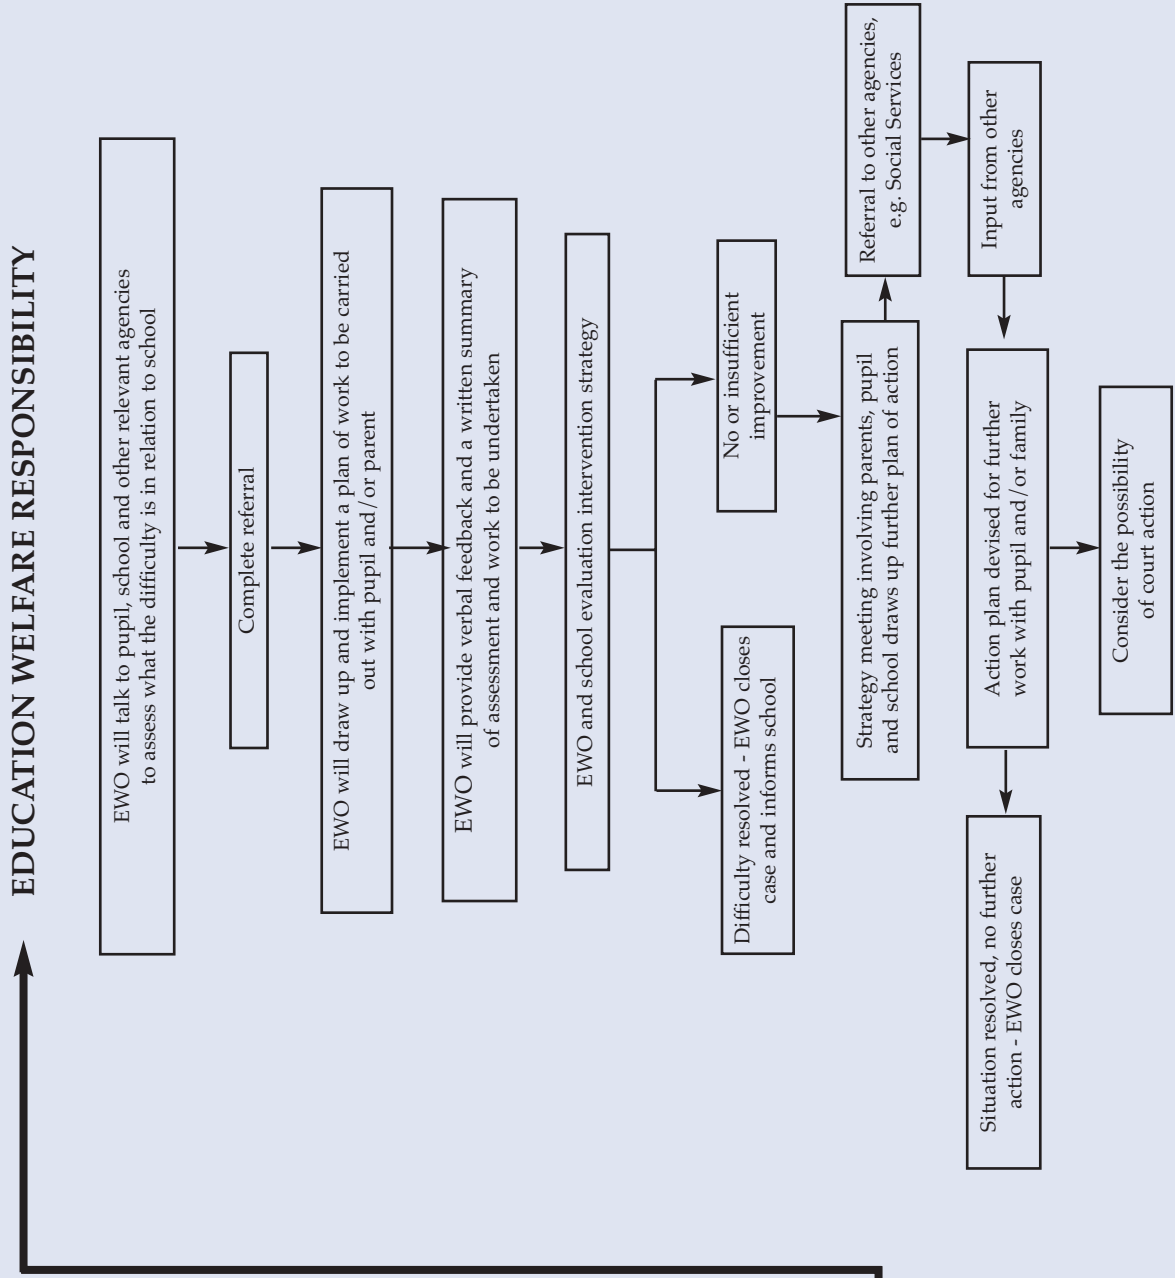 EDUCATION WELFARE RESPONSIBILITY
EWO will talk to pupil, school and other relevant agencies
to assess what the difficulty is in relation to school
Complete referral
EWO will draw up and implement a plan of work to be carried
out with pupil and/or parent
EWO will provide verbal feedback and a written summary
of assessment and work to be undertaken
EWO and school evaluation intervention strategy
Difficulty resolved - EWO closes
case and informs school
No or insufficient
improvement
Strategy meeting involving parents, pupil
and school draws up further plan of action
Referral to other agencies,
e.g. Social Services
Input from other
agencies
Action plan devised for further
work with pupil and/or family
Situation resolved, no further
action - EWO closes case
Consider the possibility
of court action